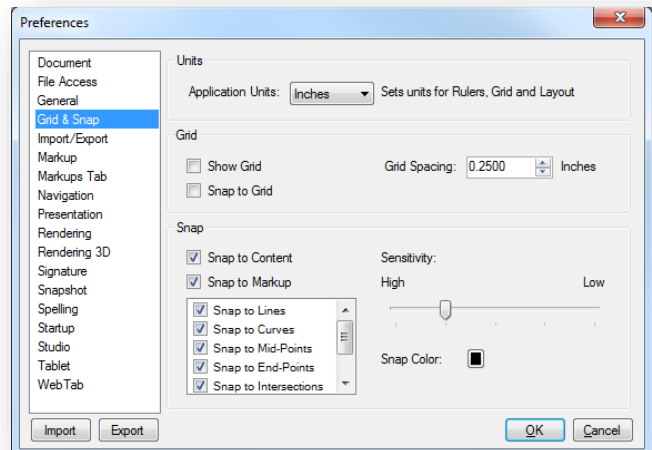 Preferences
Document
File Access
General
Grid & Snap
Import/Export
Markup
Markups Tab
Navigation
Presentation
Rendering
Rendering 3D
Signature
Snapshot
Spelling
Startup
Studio
Tablet
WebTab
Import Export
Units
Application Units: Inches Sets units for Rulers, Grid and Layout
Grid
Show Grid Grid Spacing: 0.2500 Inches
Snap to Grid
Snap
Snap to Content Sensitivity:
Snap to Markup High Low
Snap to Lines
Snap to Curves
Snap to Mid-Points
Snap to End-Points Snap Color:
Snap to Intersections
OK Cancel